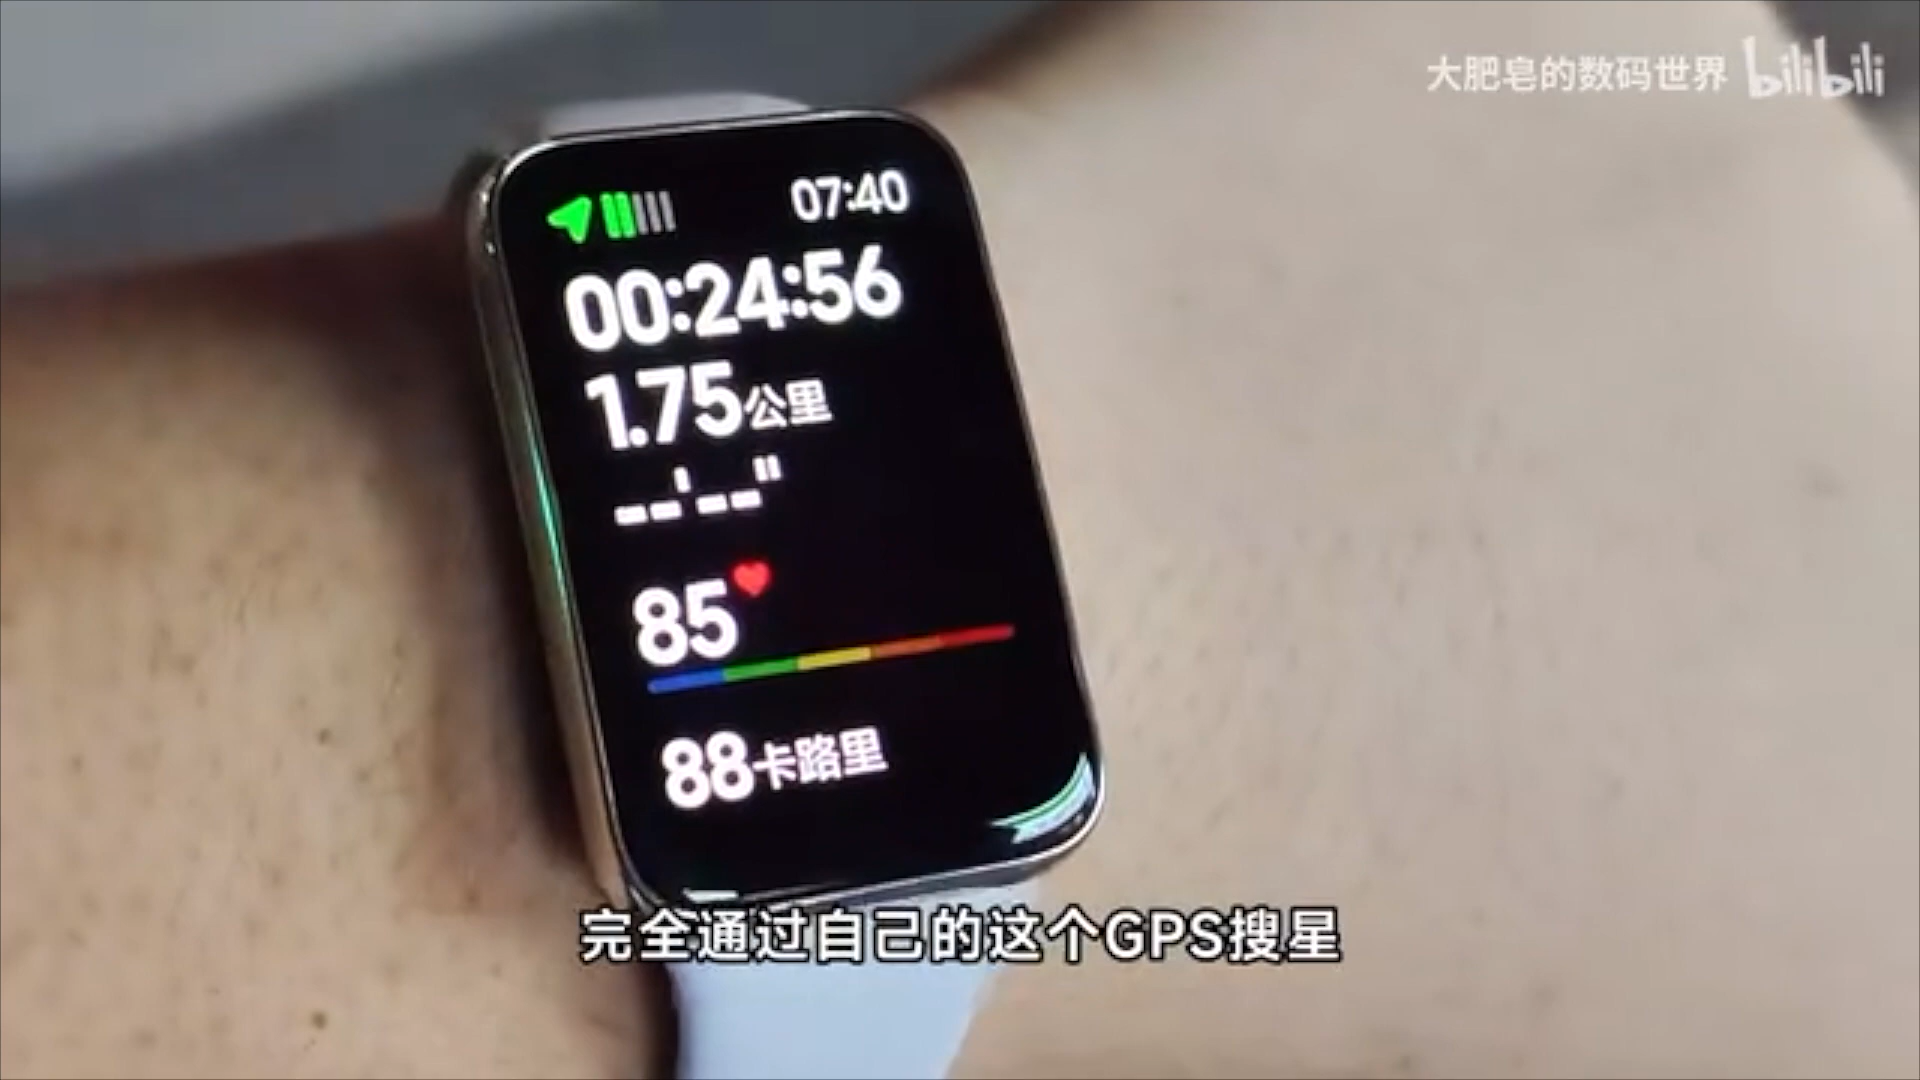 大肥皂的数码世界 bilibili
07:40
00:24:56
1.75公里
--'--"
85
88卡路里
完全通过自己的这个GPS搜星